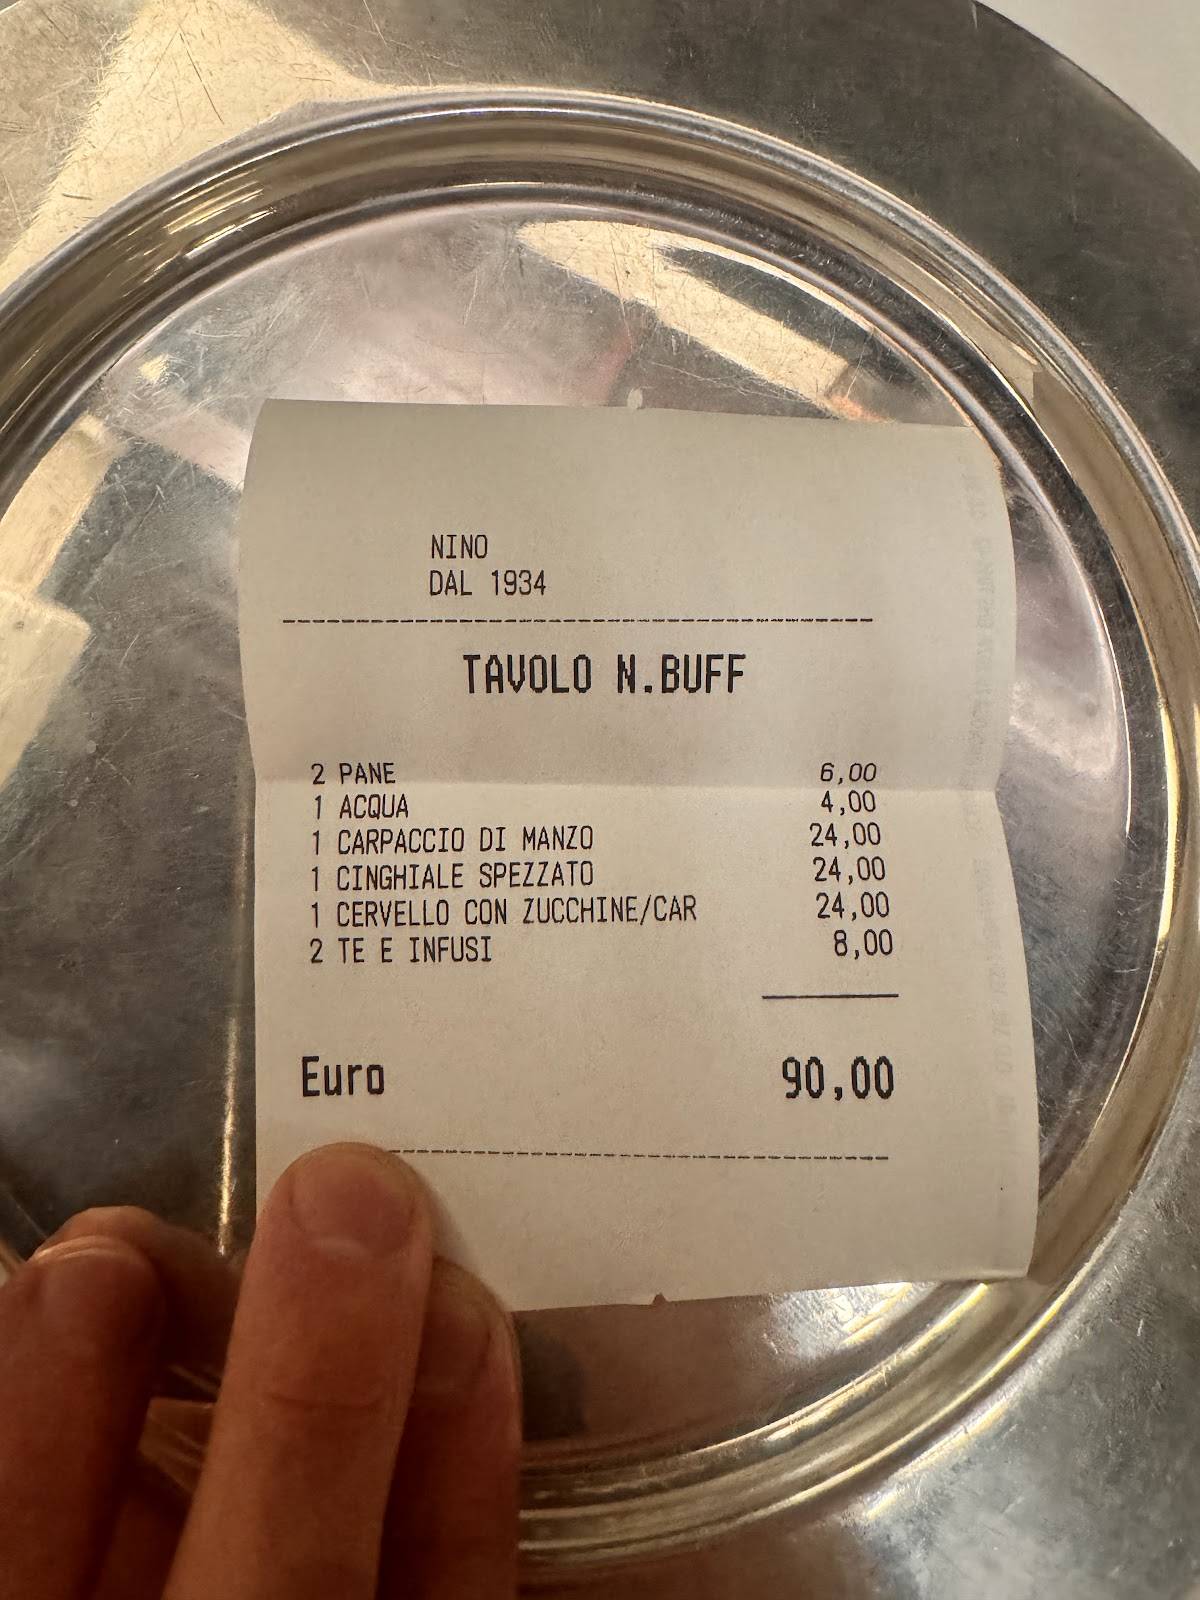 NINO
DAL 1934
TAVOLO N.BUFF
2 PANE 6,00
1 ACQUA 4,00
1 CARPACCIO DI MANZO 24,00
1 CINGHIALE SPEZZATO 24,00
1 CERVELLO CON ZUCCHINE/CAR 24,00
2 TE E INFUSI 8,00
Euro 90,00